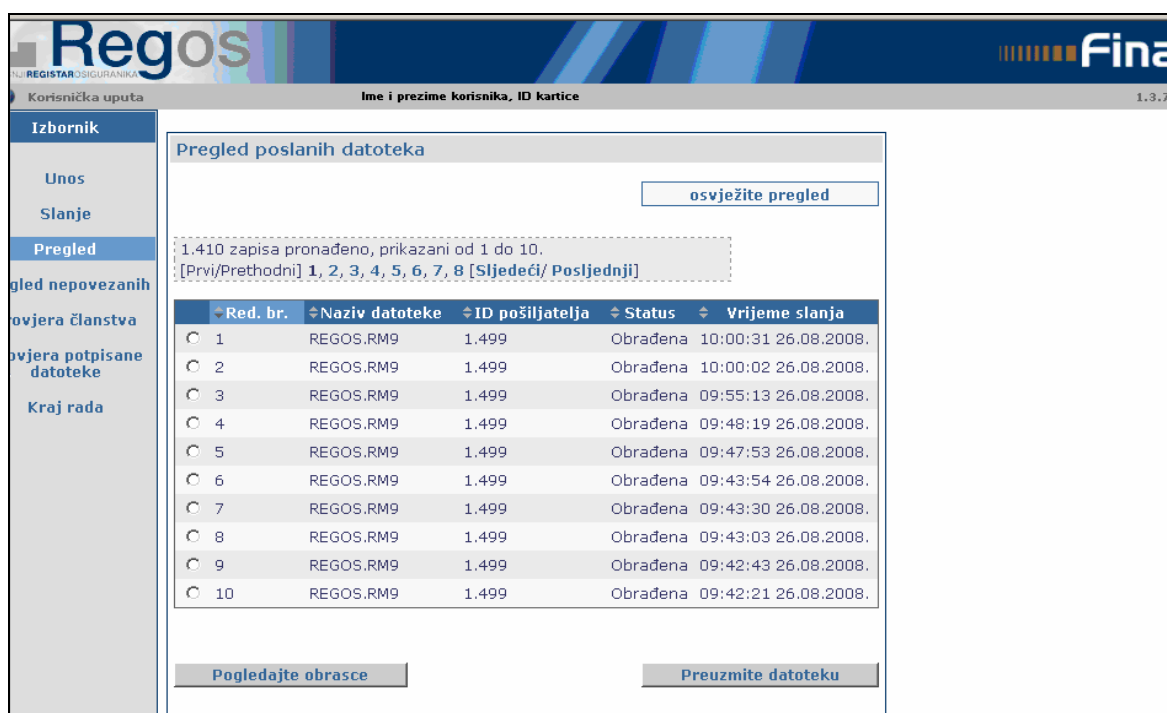 Regos
REGISTAROSIGURANIKA
Fina
Korisnička uputa
Ime i prezime korisnika, ID kartice
1.3.7
Izbornik
Unos
Slanje
Pregled
gled nepovezanih
ovjera članstva
ovjera potpisane
datoteke
Kraj rada
Pregled poslanih datoteka
osvježite pregled
1.410 zapisa pronađeno, prikazani od 1 do 10.
[Prvi/Prethodni] 1, 2, 3, 4, 5, 6, 7, 8 [Sljedeći/ Posljednji]
Red. br. Naziv datoteke ID pošiljatelja Status Vrijeme slanja
1 REGOS.RM9 1.499 Obrađena 10:00:31 26.08.2008.
2 REGOS.RM9 1.499 Obrađena 10:00:02 26.08.2008.
3 REGOS.RM9 1.499 Obrađena 09:55:13 26.08.2008.
4 REGOS.RM9 1.499 Obrađena 09:48:19 26.08.2008.
5 REGOS.RM9 1.499 Obrađena 09:47:53 26.08.2008.
6 REGOS.RM9 1.499 Obrađena 09:43:54 26.08.2008.
7 REGOS.RM9 1.499 Obrađena 09:43:30 26.08.2008.
8 REGOS.RM9 1.499 Obrađena 09:43:03 26.08.2008.
9 REGOS.RM9 1.499 Obrađena 09:42:43 26.08.2008.
10 REGOS.RM9 1.499 Obrađena 09:42:21 26.08.2008.
Pogledajte obrasce
Preuzmite datoteku